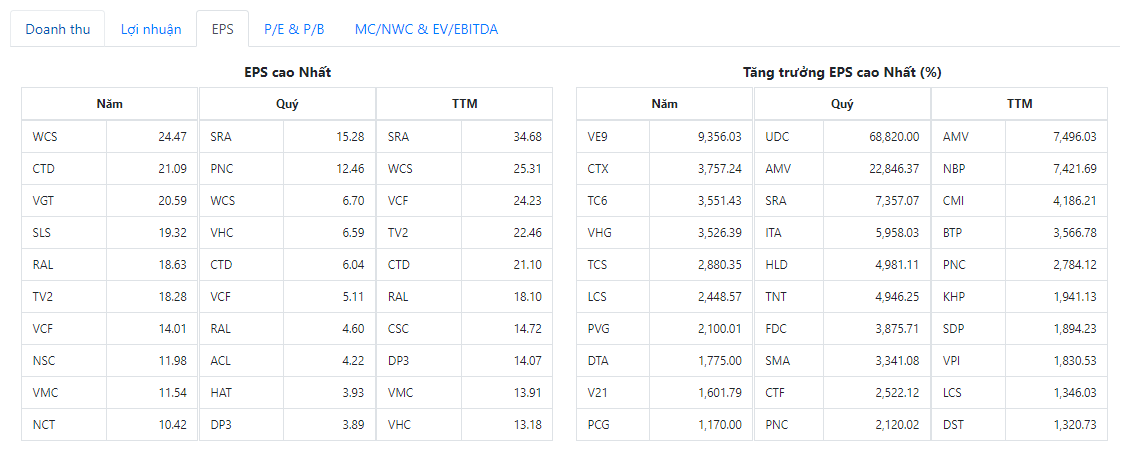 Doanh thu Lợi nhuận EPS P/E & P/B MC/NWC & EV/EBITDA
EPS cao Nhất Tăng trưởng EPS cao Nhất (%)
Năm Quý TTM Năm Quý TTM
WCS 24.47 SRA 15.28 SRA 34.68 VE9 9,356.03 UDC 68,820.00 AMV 7,496.03
CTD 21.09 PNC 12.46 WCS 25.31 CTX 3,757.24 AMV 22,846.37 NBP 7,421.69
VGT 20.59 WCS 6.70 VCF 24.23 TC6 3,551.43 SRA 7,357.07 CMI 4,186.21
SLS 19.32 VHC 6.59 TV2 22.46 VHG 3,526.39 ITA 5,958.03 BTP 3,566.78
RAL 18.63 CTD 6.04 CTD 21.10 TCS 2,880.35 HLD 4,981.11 PNC 2,784.12
TV2 18.28 VCF 5.11 RAL 18.10 LCS 2,448.57 TNT 4,946.25 KHP 1,941.13
VCF 14.01 RAL 4.60 CSC 14.72 PVG 2,100.01 FDC 3,875.71 SDP 1,894.23
NSC 11.98 ACL 4.22 DP3 14.07 DTA 1,775.00 SMA 3,341.08 VPI 1,830.53
VMC 11.54 HAT 3.93 VMC 13.91 V21 1,601.79 CTF 2,522.12 LCS 1,346.03
NCT 10.42 DP3 3.89 VHC 13.18 PCG 1,170.00 PNC 2,120.02 DST 1,320.73